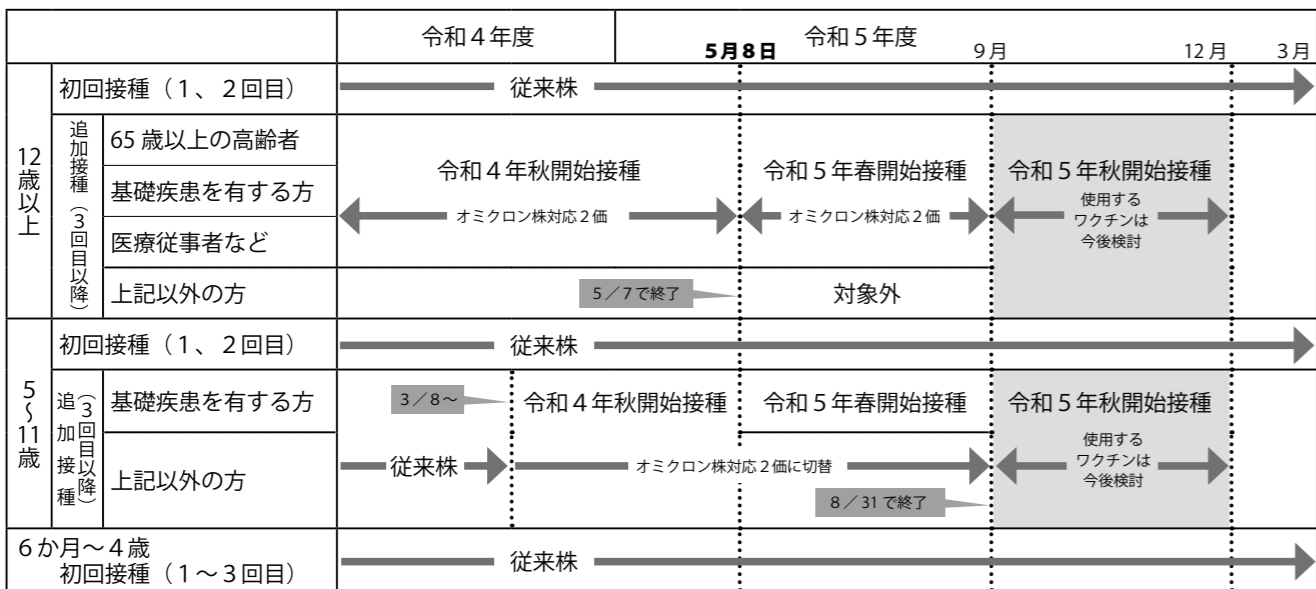 令和４年度
令和５年度
5月8日
9月
12月
3月
12歳以上
初回接種（１、２回目）
従来株
追加接種（３回目以降）
65歳以上の高齢者
基礎疾患を有する方
医療従事者など
令和４年秋開始接種
オミクロン株対応２価
令和５年春開始接種
オミクロン株対応２価
令和５年秋開始接種
使用する
ワクチンは
今後検討
上記以外の方
５／７で終了
対象外
５～11歳
初回接種（１、２回目）
従来株
追加接種
（３回目以降）
基礎疾患を有する方
３／８～
令和４年秋開始接種
令和５年春開始接種
令和５年秋開始接種
使用する
ワクチンは
今後検討
上記以外の方
従来株
オミクロン株対応２価に切替
８／31で終了
６か月～４歳
初回接種（１～３回目）
従来株